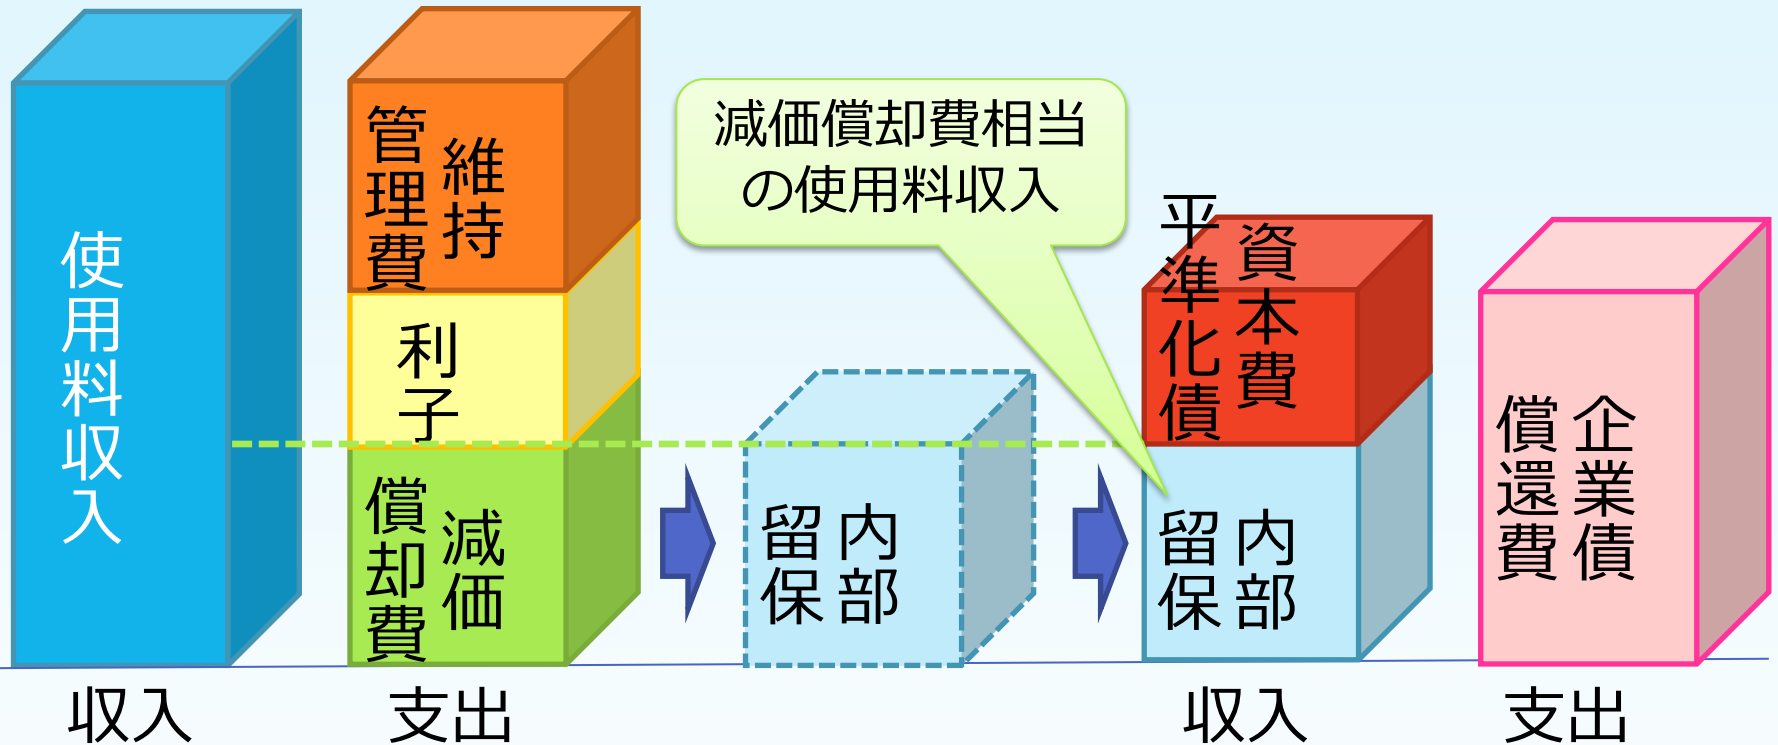 使用料収入
維持
管理費
利子
減価
償却費
内部
留保
減価償却費相当
の使用料収入
資本費
平準化債
内部
留保
企業債
償還費
収入
支出
収入
支出